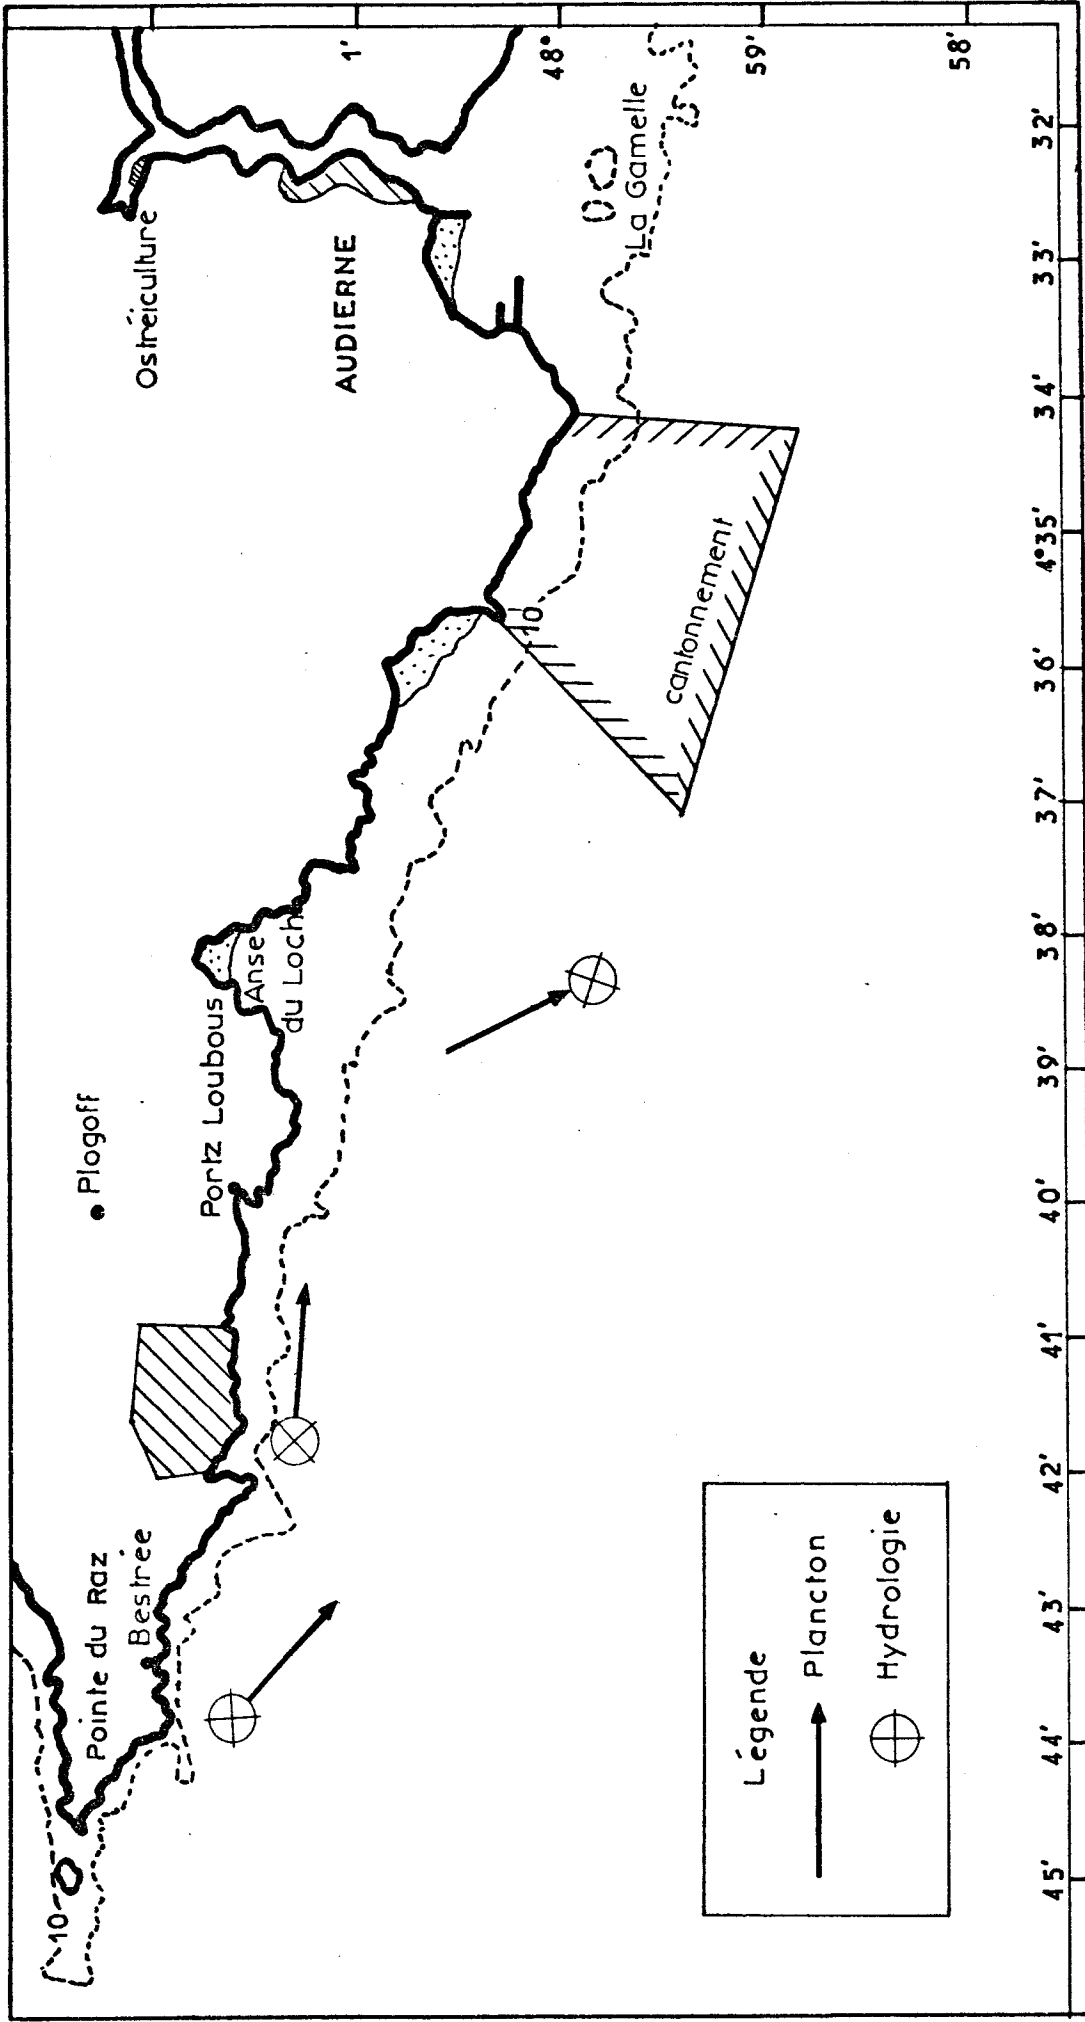 Pointe du Raz
Bestrée
Plogoff
Portz Loubous
Anse
du Loch
Ostréiculture
AUDIERNE
La Gamelle
cantonnement
10
10
1'
48°
59'
58'
45'
44'
43'
42'
41'
40'
39'
38'
37'
36'
4°35'
34'
33'
32'
Légende
Plancton
Hydrologie